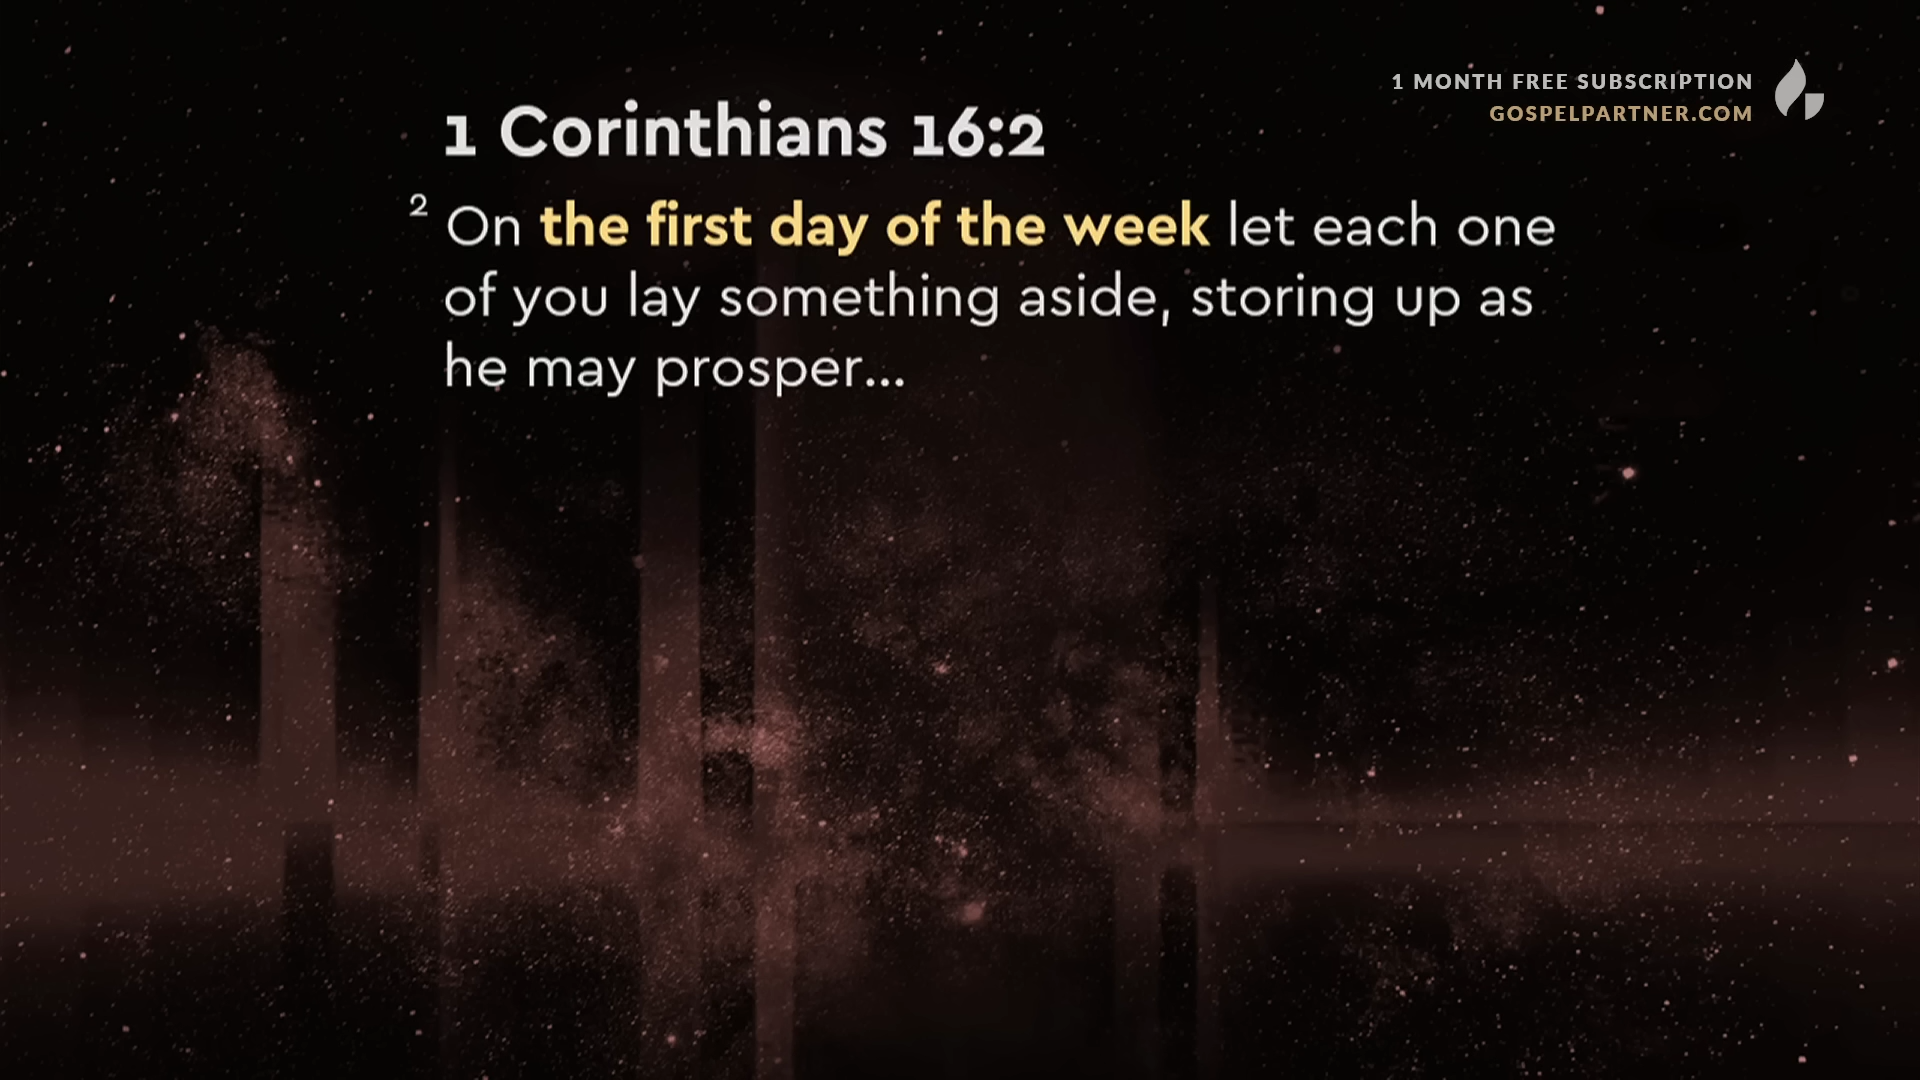 1 MONTH FREE SUBSCRIPTION
GOSPELPARTNER.COM
1 Corinthians 16:2
2 On the first day of the week let each one
of you lay something aside, storing up as
he may prosper...